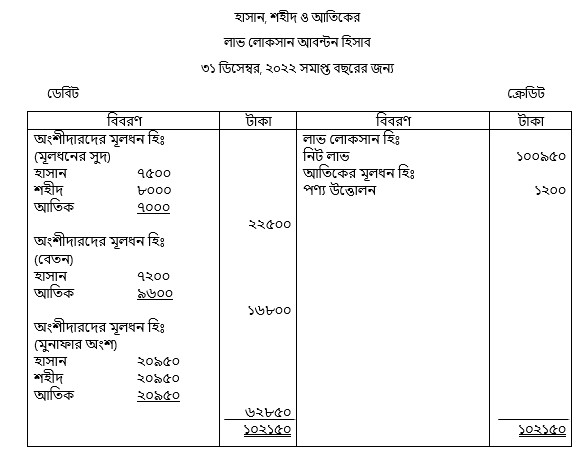 হাসান, শহীদ ও আতিকের
লাভ লোকসান আবন্টন হিসাব
৩১ ডিসেম্বর, ২০২২ সমাপ্ত বছরের জন্য
ডেবিট ক্রেডিট
বিবরণ টাকা বিবরণ টাকা
অংশীদারদের মূলধন হিঃ লাভ লোকসান হিঃ
(মূলধনের সুদ) নিট লাভ ১০০৯৫০
হাসান ৭৫০০ আতিকের মূলধন হিঃ
শহীদ ৮০০০ পণ্য উত্তোলন ১২০০
আতিক ৭০০০
২২৫০০
অংশীদারদের মূলধন হিঃ
(বেতন)
হাসান ৭২০০
আতিক ৯৬০০
১৬৮০০
অংশীদারদের মূলধন হিঃ
(মুনাফার অংশ)
হাসান ২০৯৫০
শহীদ ২০৯৫০
আতিক ২০৯৫০
৬২৮৫০
১০২১৫০ ১০২১৫০